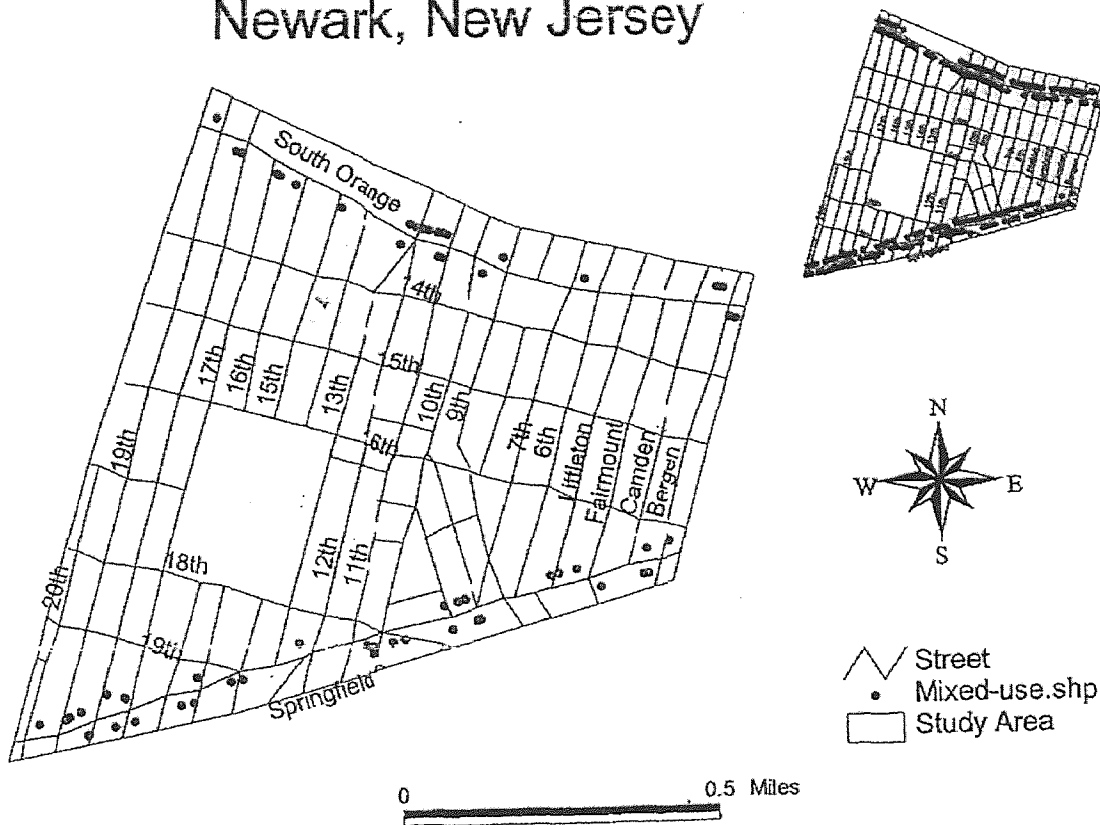 Newark, New Jersey
South Orange
14th
15th
17th
16th
15th
13th
10th
9th
16th
7th
6th
Littleton
Fairmount
Camden
Bergen
19th
12th
11th
18th
20th
19th
Springfield
N
W
E
S
Street
Mixed-use.shp
Study Area
0
0.5 Miles